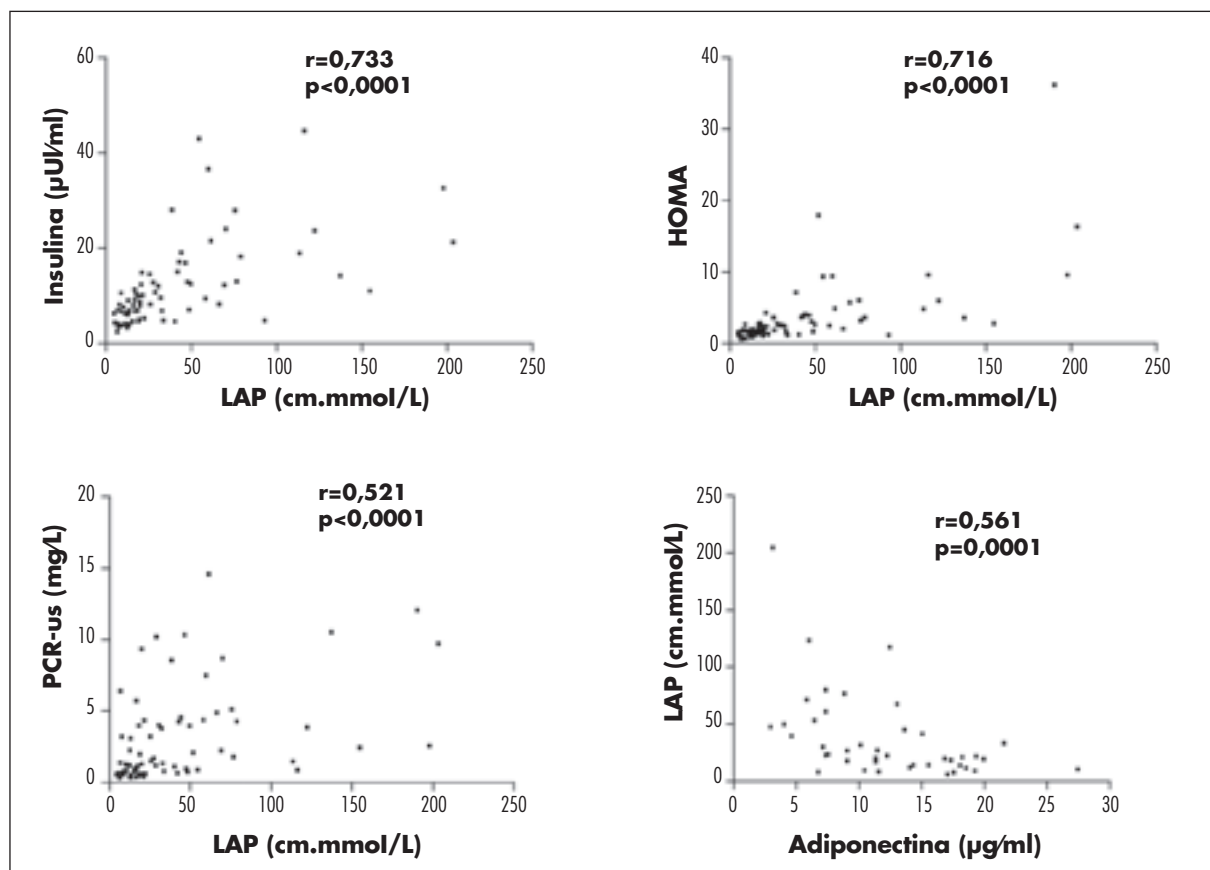 r=0,733
p<0,0001
Insulina (µUI/ml)
60
40
20
0
0 50 100 150 200 250
LAP (cm.mmol/L)
r=0,716
p<0,0001
HOMA
40
30
20
10
0
0 50 100 150 200 250
LAP (cm.mmol/L)
r=0,521
p<0,0001
PCR-us (mg/L)
20
15
10
5
0
0 50 100 150 200 250
LAP (cm.mmol/L)
r=0,561
p=0,0001
LAP (cm.mmol/L)
250
200
150
100
50
0
0 5 10 15 20 25 30
Adiponectina (µg/ml)